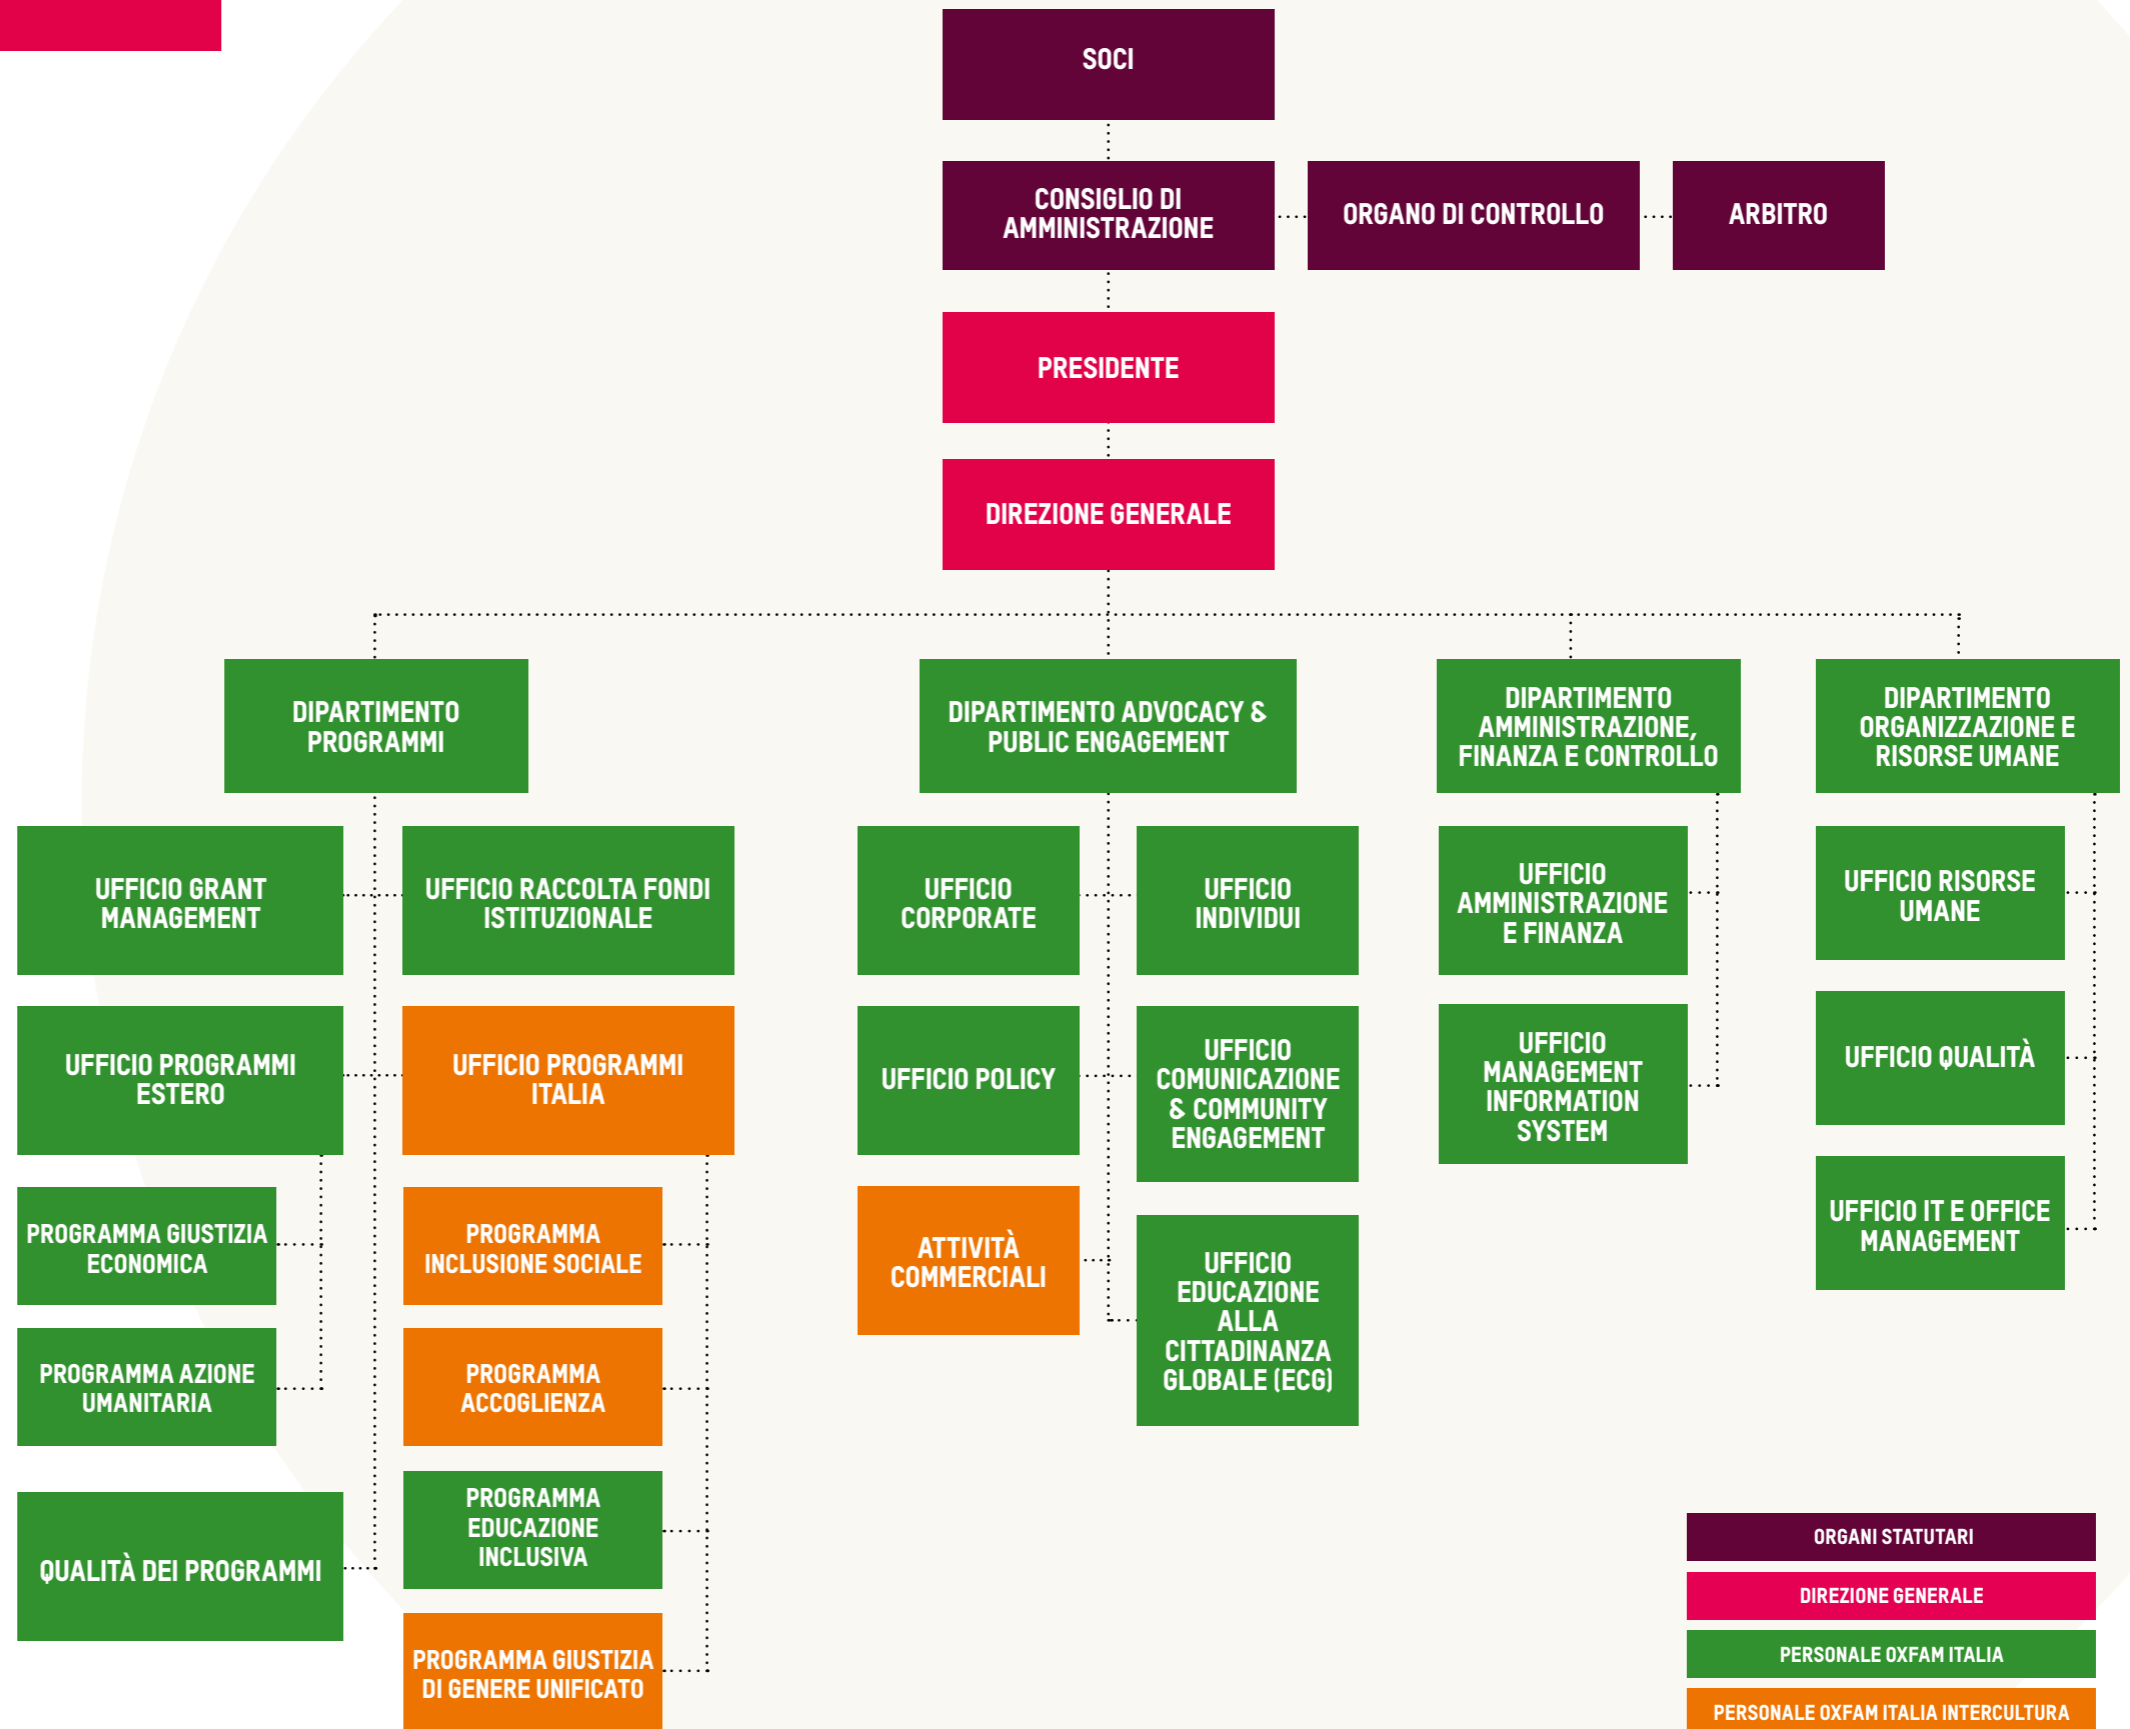 SOCI
CONSIGLIO DI
AMMINISTRAZIONE
ORGANO DI CONTROLLO
ARBITRO
PRESIDENTE
DIREZIONE GENERALE
DIPARTIMENTO
PROGRAMMI
DIPARTIMENTO ADVOCACY &
PUBLIC ENGAGEMENT
DIPARTIMENTO
AMMINISTRAZIONE,
FINANZA E CONTROLLO
DIPARTIMENTO
ORGANIZZAZIONE E
RISORSE UMANE
UFFICIO GRANT
MANAGEMENT
UFFICIO RACCOLTA FONDI
ISTITUZIONALE
UFFICIO
CORPORATE
UFFICIO
INDIVIDUI
UFFICIO
AMMINISTRAZIONE
E FINANZA
UFFICIO RISORSE
UMANE
UFFICIO PROGRAMMI
ESTERO
UFFICIO PROGRAMMI
ITALIA
UFFICIO POLICY
UFFICIO
COMUNICAZIONE
& COMMUNITY
ENGAGEMENT
UFFICIO
MANAGEMENT
INFORMATION
SYSTEM
UFFICIO QUALITÀ
PROGRAMMA GIUSTIZIA
ECONOMICA
PROGRAMMA
INCLUSIONE SOCIALE
ATTIVITÀ
COMMERCIALI
UFFICIO
EDUCAZIONE
ALLA
CITTADINANZA
GLOBALE (ECG)
UFFICIO IT E OFFICE
MANAGEMENT
PROGRAMMA AZIONE
UMANITARIA
PROGRAMMA
ACCOGLIENZA
QUALITÀ DEI PROGRAMMI
PROGRAMMA
EDUCAZIONE
INCLUSIVA
PROGRAMMA GIUSTIZIA
DI GENERE UNIFICATO
ORGANI STATUTARI
DIREZIONE GENERALE
PERSONALE OXFAM ITALIA
PERSONALE OXFAM ITALIA INTERCULTURA